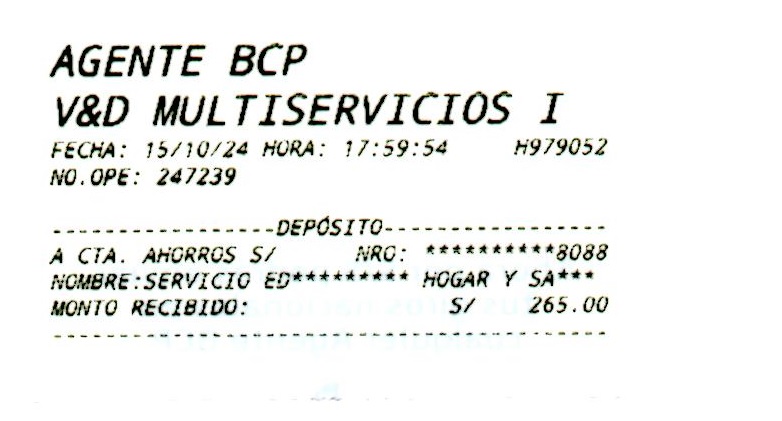 AGENTE BCP
V&D MULTISERVICIOS I
FECHA: 15/10/24 HORA: 17:59:54 H979052
NO.OPE: 247239
-----------------DEPÓSITO-----------------
A CTA. AHORROS S/ NRO: **********8088
NOMBRE:SERVICIO ED********* HOGAR Y SA***
MONTO RECIBIDO: S/ 265.00
------------------------------------------